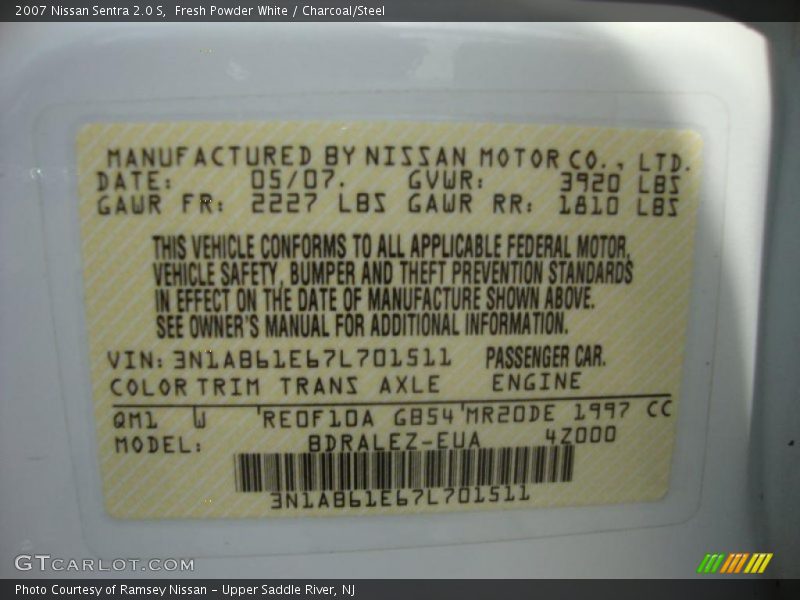 2007 Nissan Sentra 2.0 S,  Fresh Powder White / Charcoal/Steel
MANUFACTURED BY NISSAN MOTOR CO., LTD.
DATE: 05/07. GVWR: 3920 LBS
GAWR FR: 2227 LBS GAWR RR: 1810 LBS
THIS VEHICLE CONFORMS TO ALL APPLICABLE FEDERAL MOTOR
VEHICLE SAFETY, BUMPER AND THEFT PREVENTION STANDARDS
IN EFFECT ON THE DATE OF MANUFACTURE SHOWN ABOVE.
SEE OWNER'S MANUAL FOR ADDITIONAL INFORMATION.
VIN: 3N1AB61E67L701511 PASSENGER CAR.
COLOR TRIM TRANS AXLE ENGINE
QM1 W 'RE0F10A GB54'MR20DE 1997 CC
MODEL: BDRALEZ-EUA 4Z000
3N1AB61E67L701511
GTCARLOT.COM
Photo Courtesy of Ramsey Nissan - Upper Saddle River, NJ